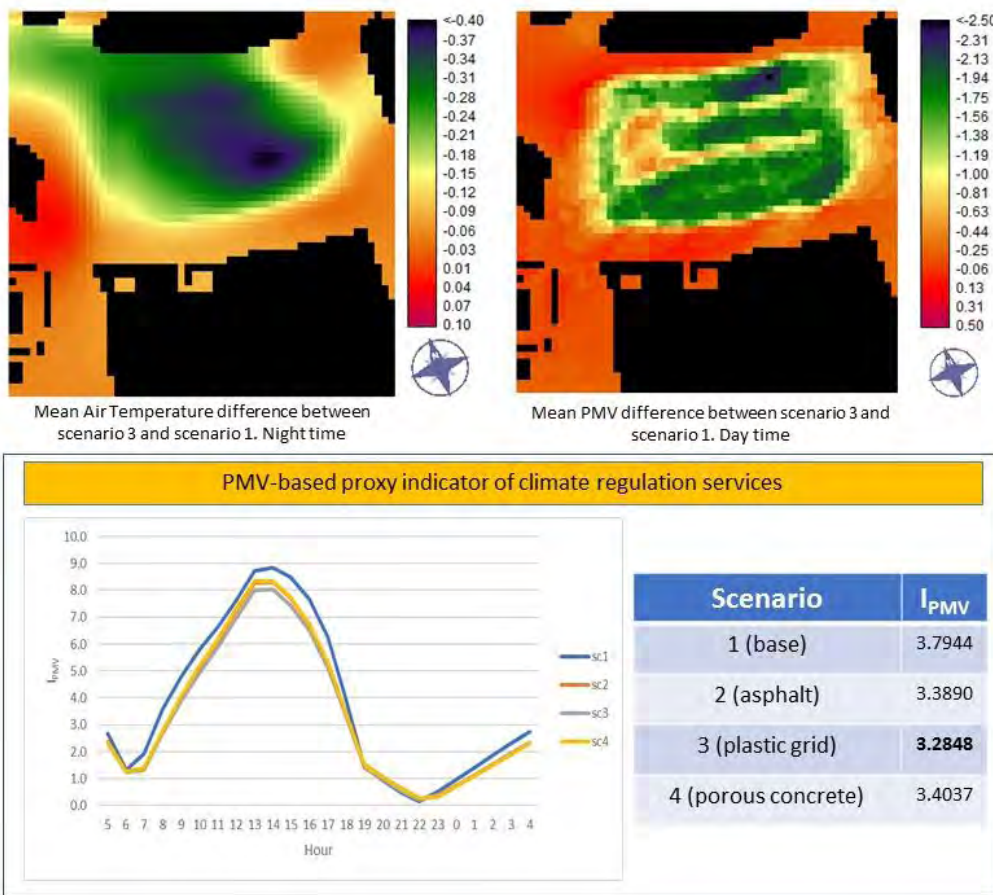 <-0.40
-0.37
-0.34
-0.31
-0.28
-0.24
-0.21
-0.18
-0.15
-0.12
-0.09
-0.06
-0.03
0.01
0.04
0.07
0.10
Mean Air Temperature difference between
scenario 3 and scenario 1. Night time
<-2.50
-2.31
-2.13
-1.94
-1.75
-1.56
-1.38
-1.19
-1.00
-0.81
-0.63
-0.44
-0.25
-0.06
0.13
0.31
0.50
Mean PMV difference between scenario 3 and
scenario 1. Day time
PMV-based proxy indicator of climate regulation services
10.0
9.0
8.0
7.0
6.0
5.0
4.0
3.0
2.0
1.0
0.0
IPMV
5 6 7 8 9 10 11 12 13 14 15 16 17 18 19 20 21 22 23 0 1 2 3 4
Hour
sc1
sc2
sc3
sc4
Scenario IPMV
1 (base) 3.7944
2 (asphalt) 3.3890
3 (plastic grid) 3.2848
4 (porous concrete) 3.4037